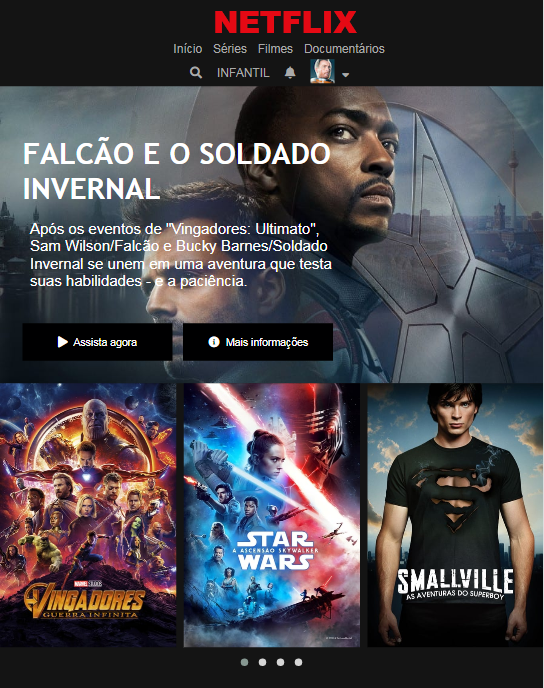 NETFLIX
Início Séries Filmes Documentários
INFANTIL
FALCÃO E O SOLDADO
INVERNAL
Após os eventos de "Vingadores: Ultimato",
Sam Wilson/Falcão e Bucky Barnes/Soldado
Invernal se unem em uma aventura que testa
suas habilidades - e a paciência.
Assista agora
Mais informações
MARVEL STUDIOS
VINGADORES
GUERRA INFINITA
STAR
A ASCENSÃO SKYWALKER
WARS
SMALLVILLE
AS AVENTURAS DO SUPERBOY